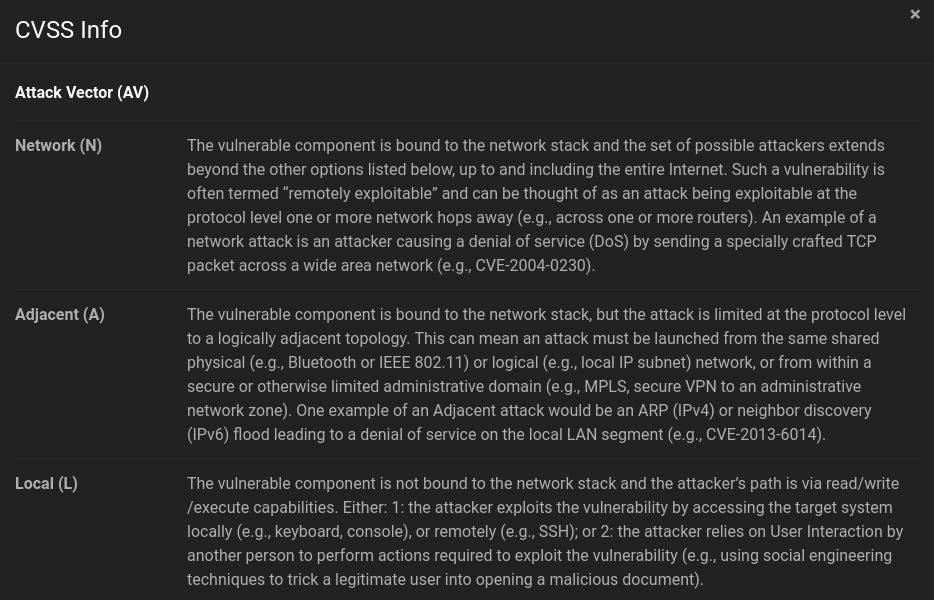 CVSS Info
×
Attack Vector (AV)
Network (N)
The vulnerable component is bound to the network stack and the set of possible attackers extends
beyond the other options listed below, up to and including the entire Internet. Such a vulnerability is
often termed “remotely exploitable” and can be thought of as an attack being exploitable at the
protocol level one or more network hops away (e.g., across one or more routers). An example of a
network attack is an attacker causing a denial of service (DoS) by sending a specially crafted TCP
packet across a wide area network (e.g., CVE-2004-0230).
Adjacent (A)
The vulnerable component is bound to the network stack, but the attack is limited at the protocol level
to a logically adjacent topology. This can mean an attack must be launched from the same shared
physical (e.g., Bluetooth or IEEE 802.11) or logical (e.g., local IP subnet) network, or from within a
secure or otherwise limited administrative domain (e.g., MPLS, secure VPN to an administrative
network zone). One example of an Adjacent attack would be an ARP (IPv4) or neighbor discovery
(IPv6) flood leading to a denial of service on the local LAN segment (e.g., CVE-2013-6014).
Local (L)
The vulnerable component is not bound to the network stack and the attacker’s path is via read/write
/execute capabilities. Either: 1: the attacker exploits the vulnerability by accessing the target system
locally (e.g., keyboard, console), or remotely (e.g., SSH); or 2: the attacker relies on User Interaction by
another person to perform actions required to exploit the vulnerability (e.g., using social engineering
techniques to trick a legitimate user into opening a malicious document).